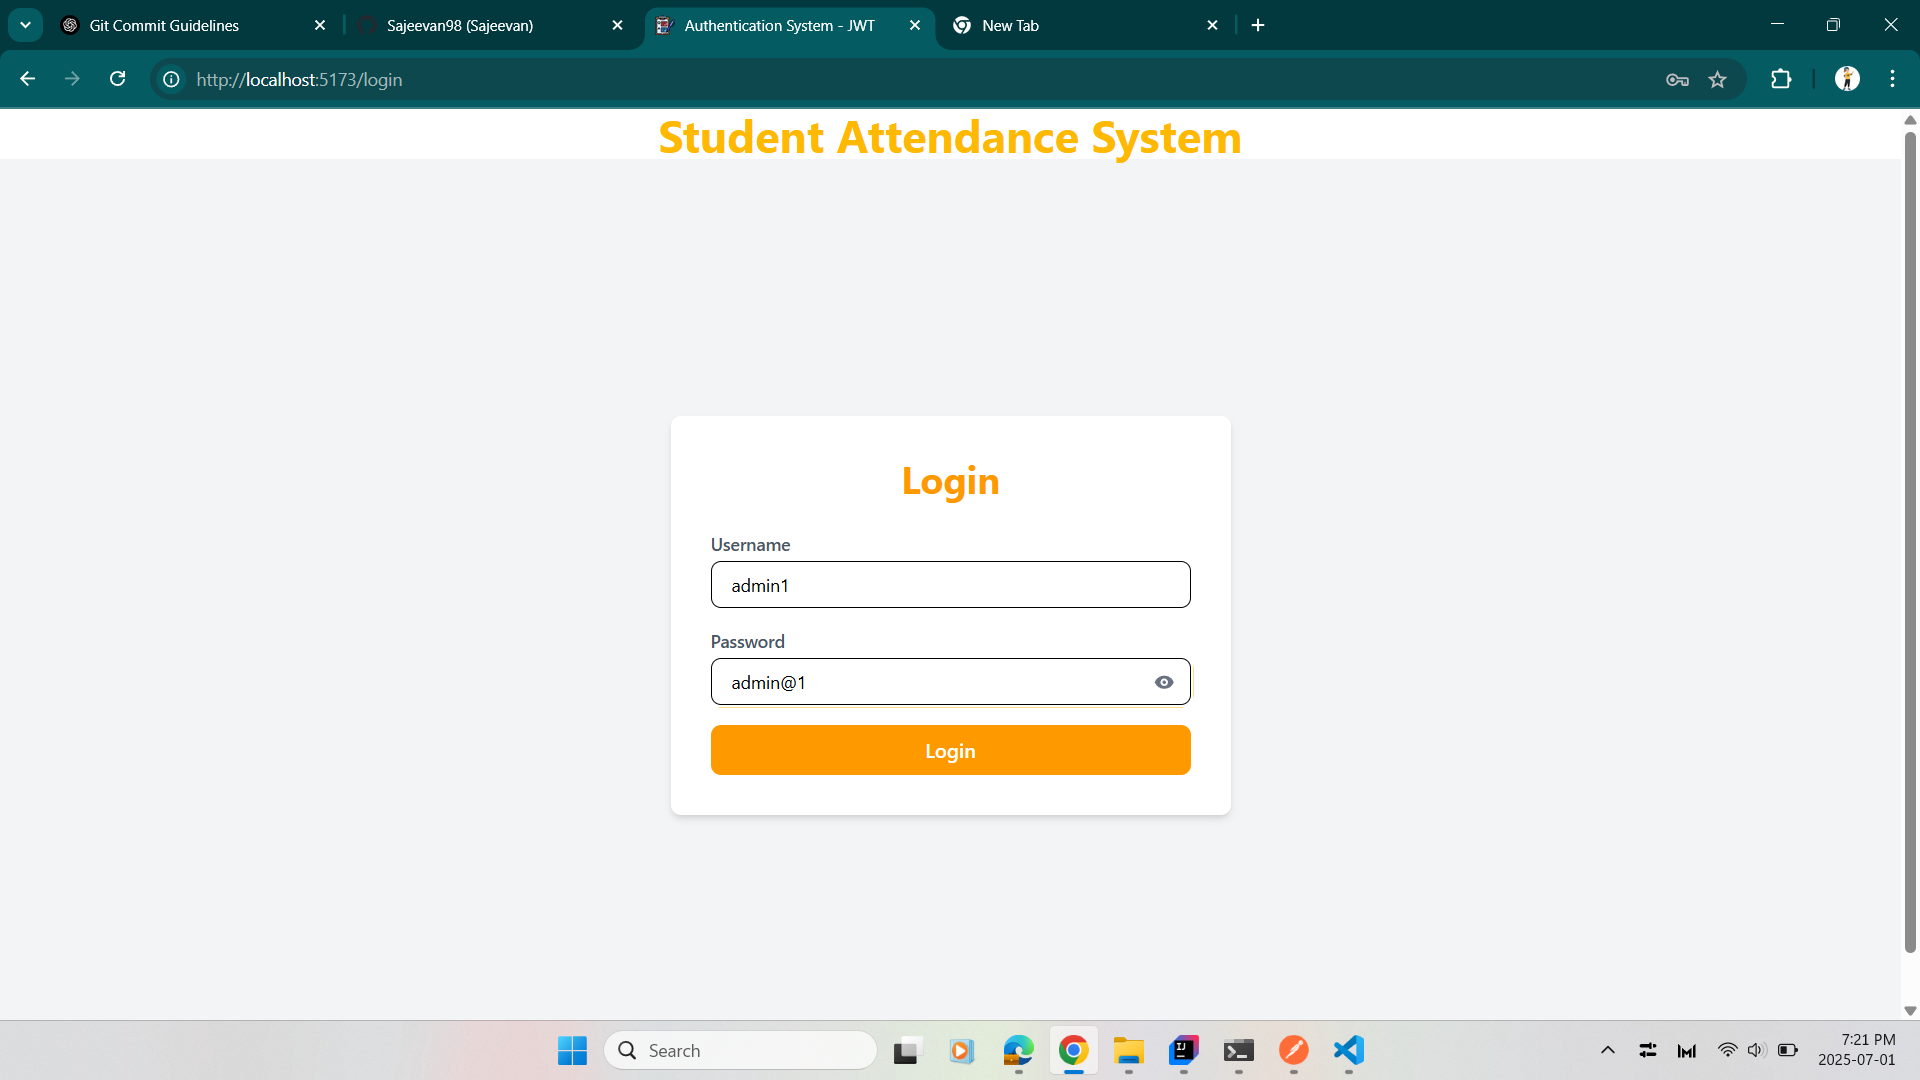 Git Commit Guidelines
Sajeevan98 (Sajeevan)
Authentication System - JWT
New Tab
http://localhost:5173/login
Student Attendance System
Login
Username
admin1
Password
admin@1
Login
Search
7:21 PM
2025-07-01